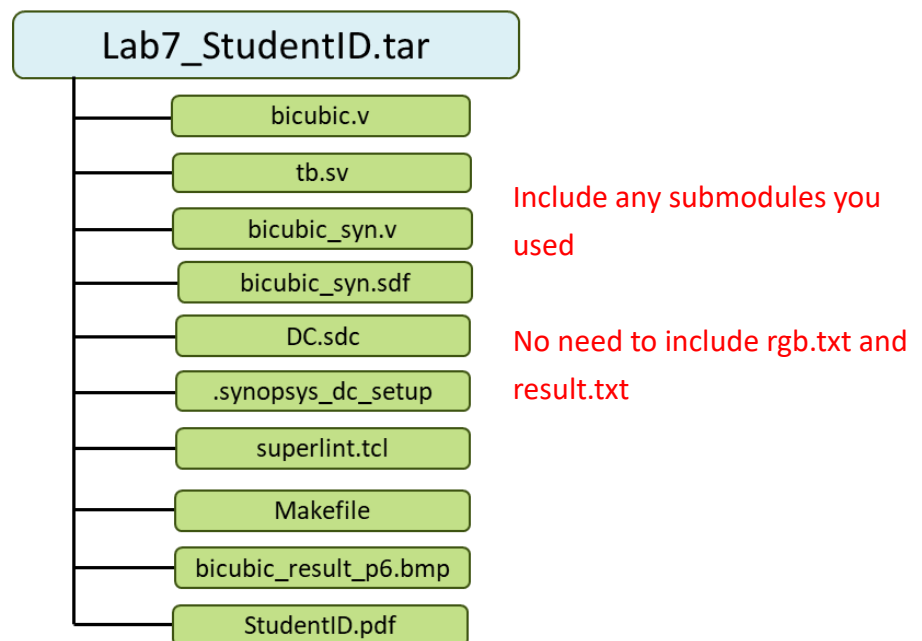 Lab7_StudentID.tar
bicubic.v
tb.sv
bicubic_syn.v
bicubic_syn.sdf
DC.sdc
.synopsys_dc_setup
superlint.tcl
Makefile
bicubic_result_p6.bmp
StudentID.pdf
Include any submodules you
used
No need to include rgb.txt and
result.txt